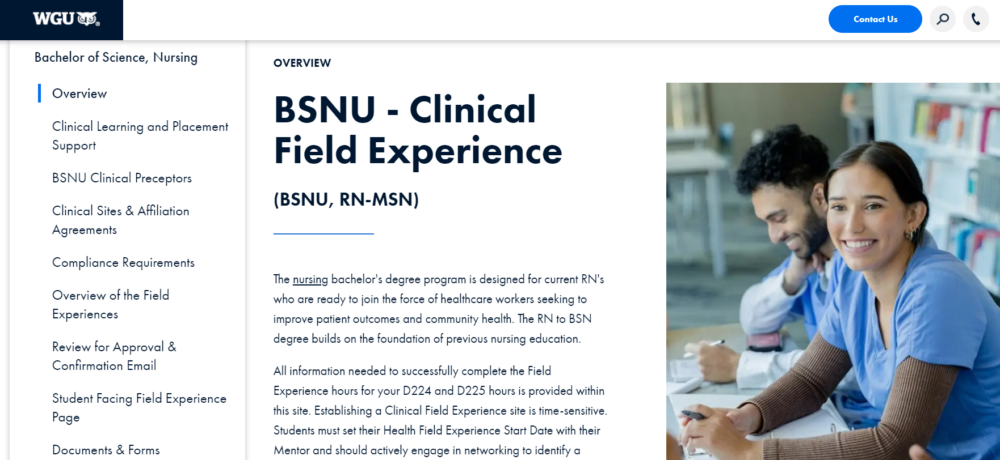 WGU
Contact Us
Bachelor of Science, Nursing
Overview
Clinical Learning and Placement
Support
BSNU Clinical Preceptors
Clinical Sites & Affiliation
Agreements
Compliance Requirements
Overview of the Field
Experiences
Review for Approval &
Confirmation Email
Student Facing Field Experience
Page
Documents & Forms
OVERVIEW
BSNU - Clinical
Field Experience
(BSNU, RN-MSN)
The nursing bachelor's degree program is designed for current RN's
who are ready to join the force of healthcare workers seeking to
improve patient outcomes and community health. The RN to BSN
degree builds on the foundation of previous nursing education.
All information needed to successfully complete the Field
Experience hours for your D224 and D225 hours is provided within
this site. Establishing a Clinical Field Experience site is time-sensitive.
Students must set their Health Field Experience Start Date with their
Mentor and should actively engage in networking to identify a